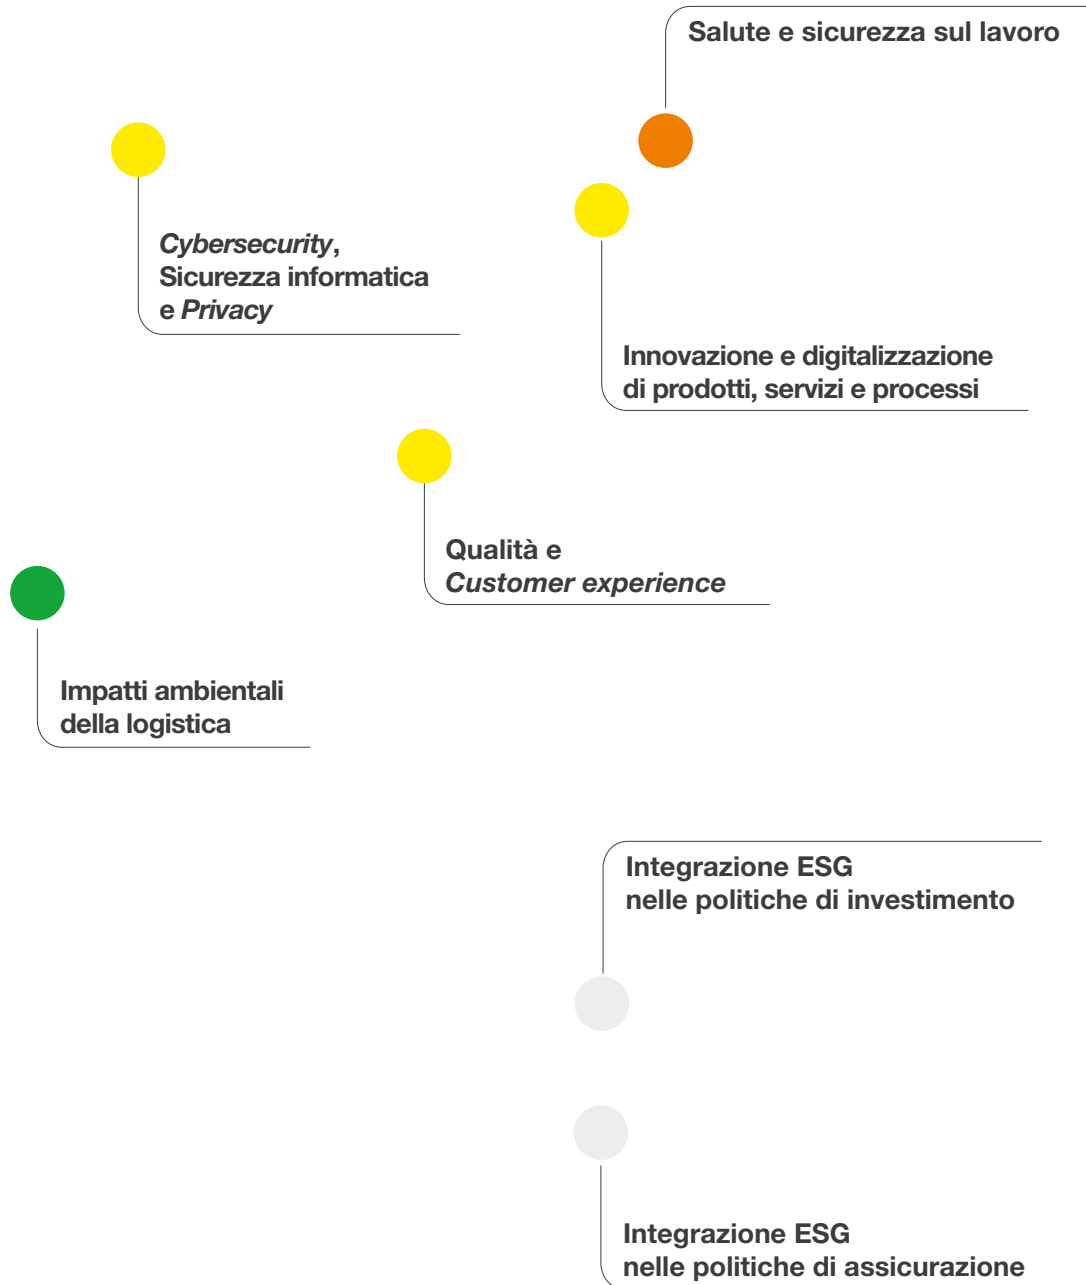 Salute e sicurezza sul lavoro
Cybersecurity,
Sicurezza informatica
e Privacy
Innovazione e digitalizzazione
di prodotti, servizi e processi
Qualità e
Customer experience
Impatti ambientali
della logistica
Integrazione ESG
nelle politiche di investimento
Integrazione ESG
nelle politiche di assicurazione